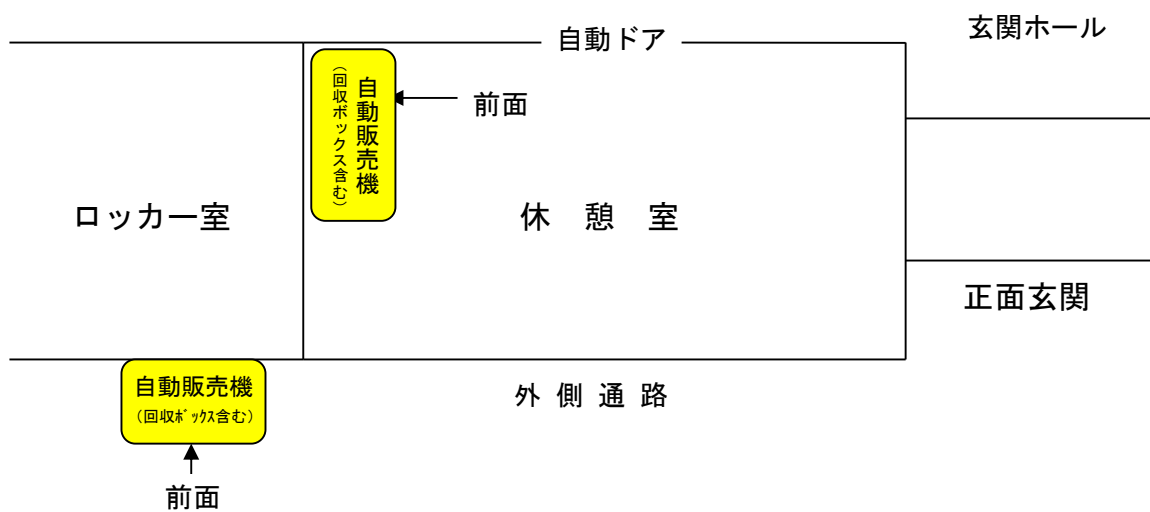 玄関ホール
自動ドア
自動販売機
（回収ボックス含む）
前面
ロッカー室
休 憩 室
正面玄関
自動販売機
（回収ﾎﾞｯｸｽ含む）
外 側 通 路
前面